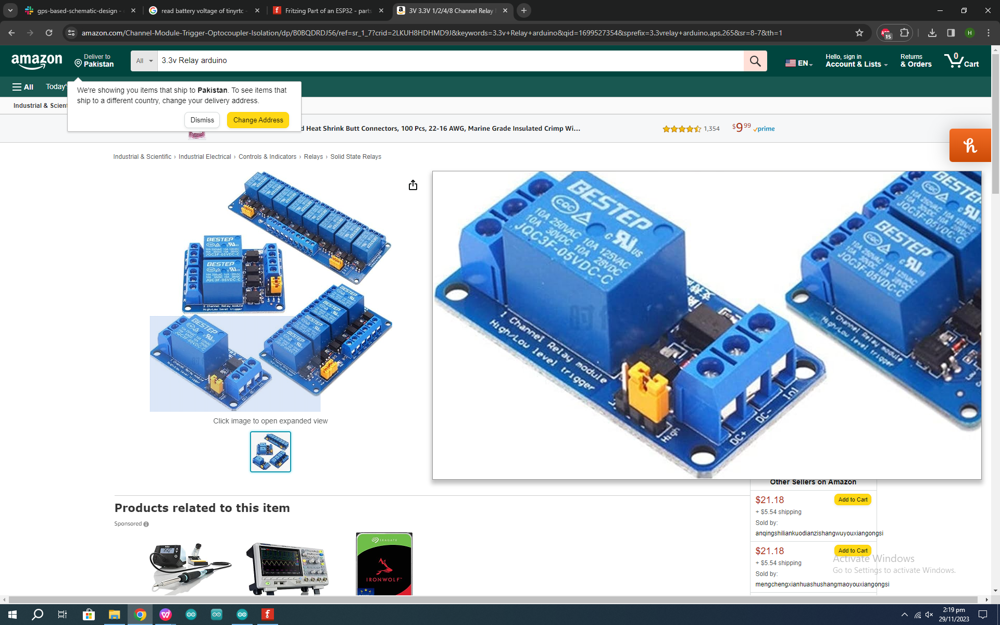 gps-based-schematic-design -
read battery voltage of tinyrtc -
Fritzing Part of an ESP32 - parts
3V 3.3V 1/2/4/8 Channel Relay
amazon.com/Channel-Module-Trigger-Optocoupler-Isolation/dp/B0BQDRDJ56/ref=sr_1_7?crid=2LKUH8HDHMD9J&keywords=3.3v+Relay+arduino&qid=1699527354&sprefix=3.3vrelay+arduino,aps,265&sr=8-7&th=1
15
H
amazon
Deliver to
Pakistan
All
3.3v Relay arduino
EN
Hello, sign in
Account & Lists
Returns
& Orders
0
Cart
All
Today'
We're showing you items that ship to Pakistan. To see items that
ship to a different country, change your delivery address.
Dismiss
Change Address
Industrial & Scient
d Heat Shrink Butt Connectors, 100 Pcs, 22-16 AWG, Marine Grade Insulated Crimp Wi...
1,354
$9 99
prime
Industrial & Scientific › Industrial Electrical › Controls & Indicators › Relays › Solid State Relays
BESTEP
10A 250VAC 10A 125VAC
10A 30VDC 10A 28VDC
JQC3F-05VDC-C
BESTEP
10A 250VAC 10A 125VAC
10A 30VDC 10A 28VDC
JQC3F-05VDC-C
2 Channel Relay module
High/Low level trigger
BESTEP
BESTEP
10A 250VAC 10A 125VAC
10A 30VDC 10A 28VDC
JQC3F-05VDC-C
1 Channel Relay module
High/Low level trigger
High
DC+
DC-
In1
BESTEP
JQC3F-05VDC-C
High/Low level trigger
Click image to open expanded view
Products related to this item
Sponsored
350°
SEAGATE
IRONWOLF
Other Sellers on Amazon
$21.18
Add to Cart
+ $5.54 shipping
Sold by:
anqingshiliankuodianzishangwuyouxiangongsi
$21.18
Add to Cart
+ $5.54 shipping
Sold by:
mengchengxianhuashushangmaoyouxiangongsi
Activate Windows
Go to Settings to activate Windows.
2:19 pm
29/11/2023